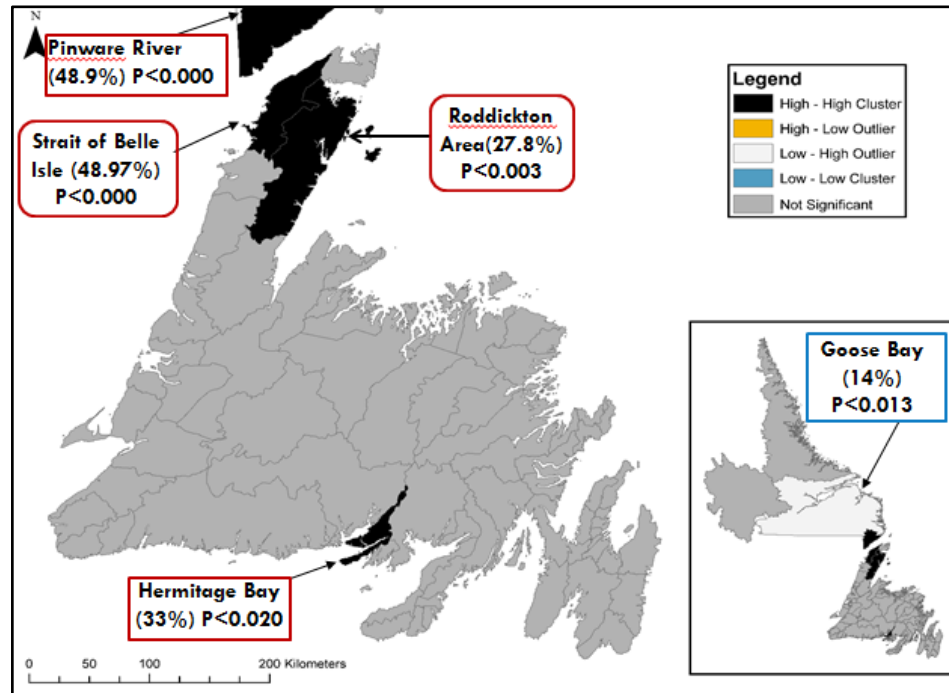 N
Pinware River
(48.9%) P<0.000
Strait of Belle
Isle (48.97%)
P<0.000
Roddickton
Area(27.8%)
P<0.003
Legend
High - High Cluster
High - Low Outlier
Low - High Outlier
Low - Low Cluster
Not Significant
Goose Bay
(14%)
P<0.013
Hermitage Bay
(33%) P<0.020
0 50 100 200 Kilometers